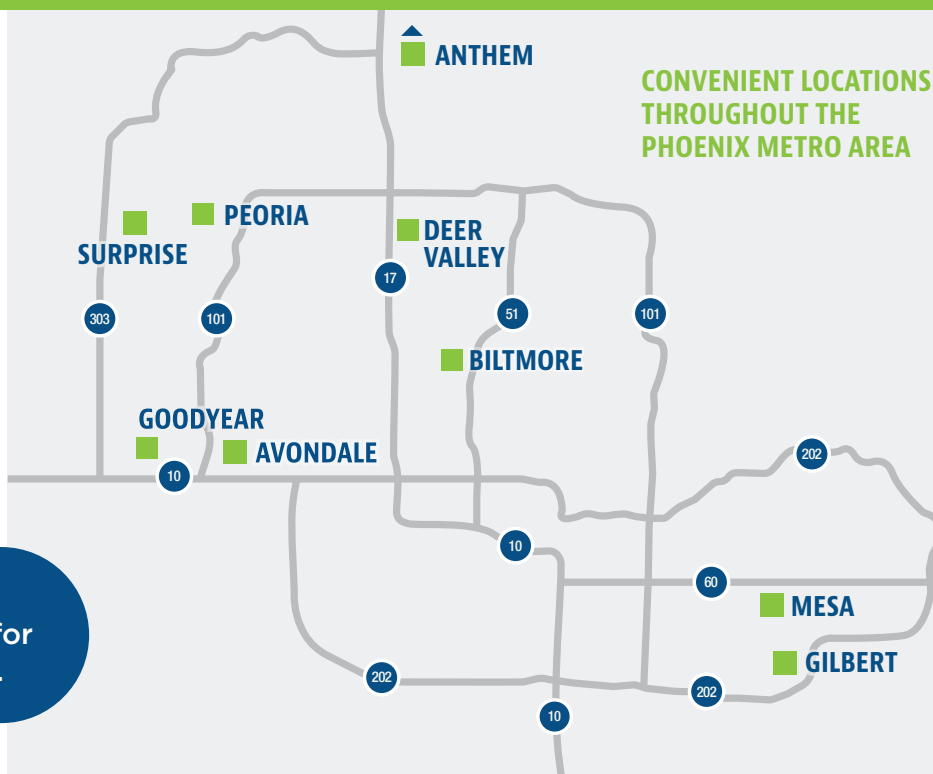 ANTHEM
CONVENIENT LOCATIONS
THROUGHOUT THE
PHOENIX METRO AREA
PEORIA
SURPRISE
DEER
VALLEY
17
303
101
51
101
BILTMORE
GOODYEAR
AVONDALE
10
202
10
60
MESA
for
GILBERT
202
202
10